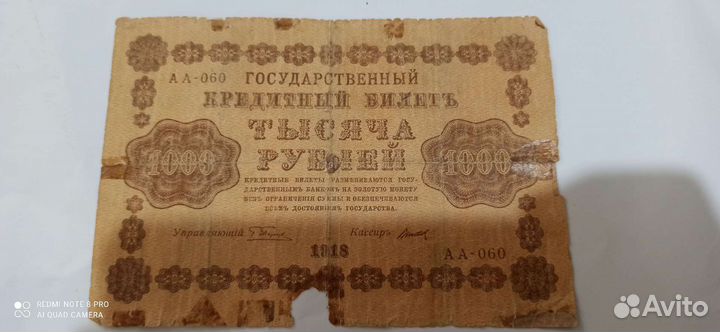 АА-060 ГОСУДАРСТВЕННЫЙ
КРЕДИТНЫЙ БИЛЕТЪ
ТЫСЯЧА
РУБЛЕЙ
1000 1000
КРЕДИТНЫЕ БИЛЕТЫ РАЗМѢНИВАЮТСЯ ГОСУ-
ДАРСТВЕННЫМЪ БАНКОМЪ НА ЗОЛОТУЮ МОНЕТУ
БЕЗЪ ОГРАНИЧЕНІЯ СУММЫ И ОБЕЗПЕЧИВАЮТСЯ
ВСѢМЪ ДОСТОЯНІЕМЪ ГОСУДАРСТВА.
Управляющій Кассиръ
1918
АА-060
REDMI NOTE 8 PRO
AI QUAD CAMERA
Avito